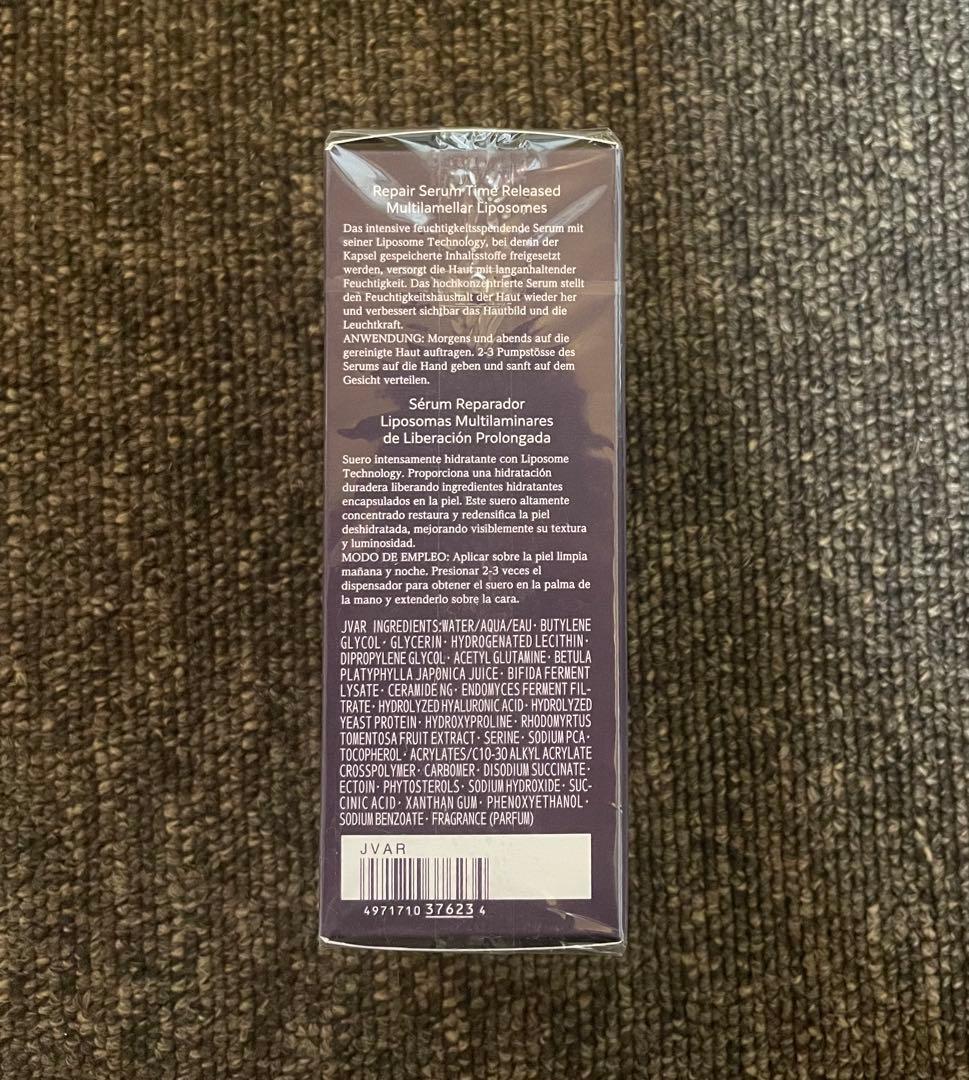 Repair Serum Time Released
Multilamellar Liposomes
Das intensive feuchtigkeitsspendende Serum mit
seiner Liposome Technology, bei der in der
Kapsel gespeicherte Inhaltsstoffe freigesetzt
werden, versorgt die Haut mit langanhaltender
Feuchtigkeit. Das hochkonzentrierte Serum stellt
den Feuchtigkeitshaushalt der Haut wieder her
und verbessert sichtbar das Hautbild und die
Leuchtkraft.
ANWENDUNG: Morgens und abends auf die
gereinigte Haut auftragen. 2-3 Pumpstösse des
Serums auf die Hand geben und sanft auf dem
Gesicht verteilen.
Sérum Reparador
Liposomas Multilaminares
de Liberación Prolongada
Suero intensamente hidratante con Liposome
Technology. Proporciona una hidratación
duradera liberando ingredientes hidratantes
encapsulados en la piel. Este suero altamente
concentrado restaura y redensifica la piel
deshidratada, mejorando visiblemente su textura
y luminosidad.
MODO DE EMPLEO: Aplicar sobre la piel limpia
mañana y noche. Presionar 2-3 veces el
dispensador para obtener el suero en la palma de
la mano y extenderlo sobre la cara.
JVAR INGREDIENTS:WATER/AQUA/EAU· BUTYLENE
GLYCOL· GLYCERIN· HYDROGENATED LECITHIN·
DIPROPYLENE GLYCOL· ACETYL GLUTAMINE· BETULA
PLATYPHYLLA JAPONICA JUICE· BIFIDA FERMENT
LYSATE· CERAMIDE NG· ENDOMYCES FERMENT FIL-
TRATE· HYDROLYZED HYALURONIC ACID· HYDROLYZED
YEAST PROTEIN· HYDROXYPROLINE· RHODOMYRTUS
TOMENTOSA FRUIT EXTRACT· SERINE· SODIUM PCA·
TOCOPHEROL· ACRYLATES/C10-30 ALKYL ACRYLATE
CROSSPOLYMER· CARBOMER· DISODIUM SUCCINATE·
ECTOIN· PHYTOSTEROLS· SODIUM HYDROXIDE· SUC-
CINIC ACID· XANTHAN GUM· PHENOXYETHANOL·
SODIUM BENZOATE· FRAGRANCE (PARFUM)
JVAR
4971710 37623 4